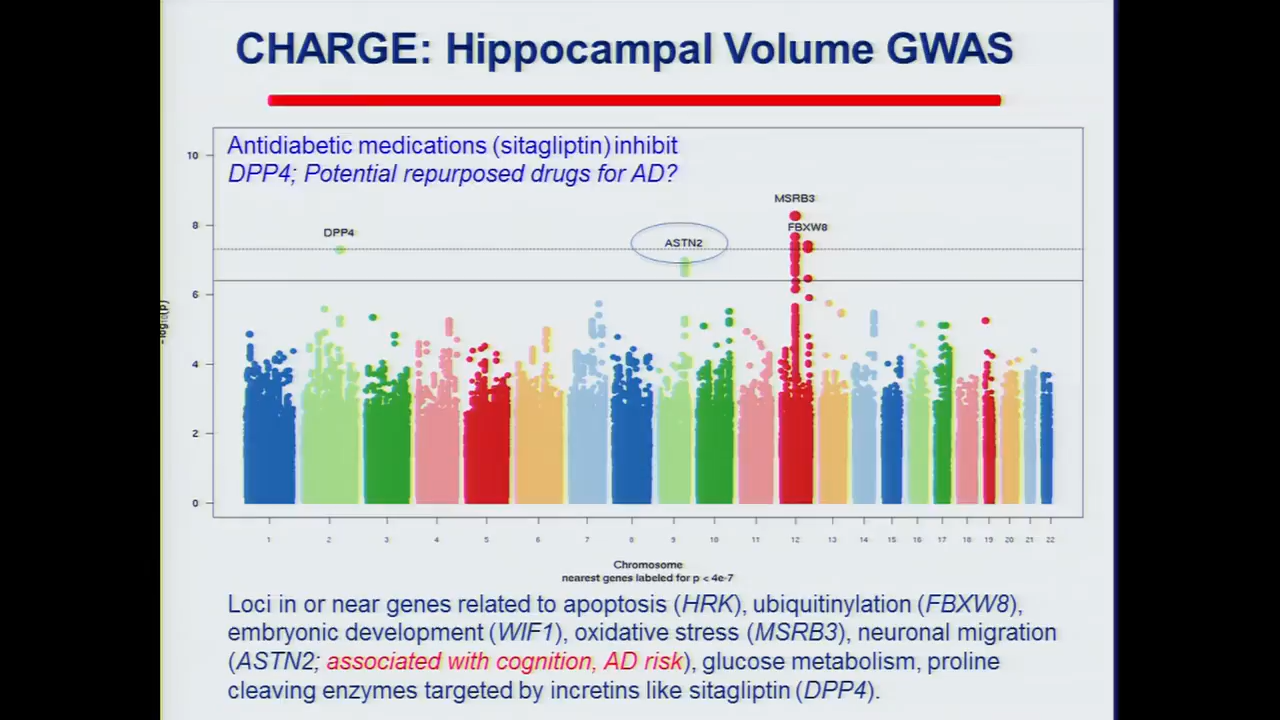 CHARGE: Hippocampal Volume GWAS
Antidiabetic medications (sitagliptin) inhibit
DPP4; Potential repurposed drugs for AD?
10
8
6
4
2
0
-log10(p)
DPP4
ASTN2
MSRB3
FBXW8
1 2 3 4 5 6 7 8 9 10 11 12 13 14 15 16 17 18 19 20 21 22
Chromosome
nearest genes labeled for p < 4e-7
Loci in or near genes related to apoptosis (HRK), ubiquitinylation (FBXW8),
embryonic development (WIF1), oxidative stress (MSRB3), neuronal migration
(ASTN2; associated with cognition, AD risk), glucose metabolism, proline
cleaving enzymes targeted by incretins like sitagliptin (DPP4).